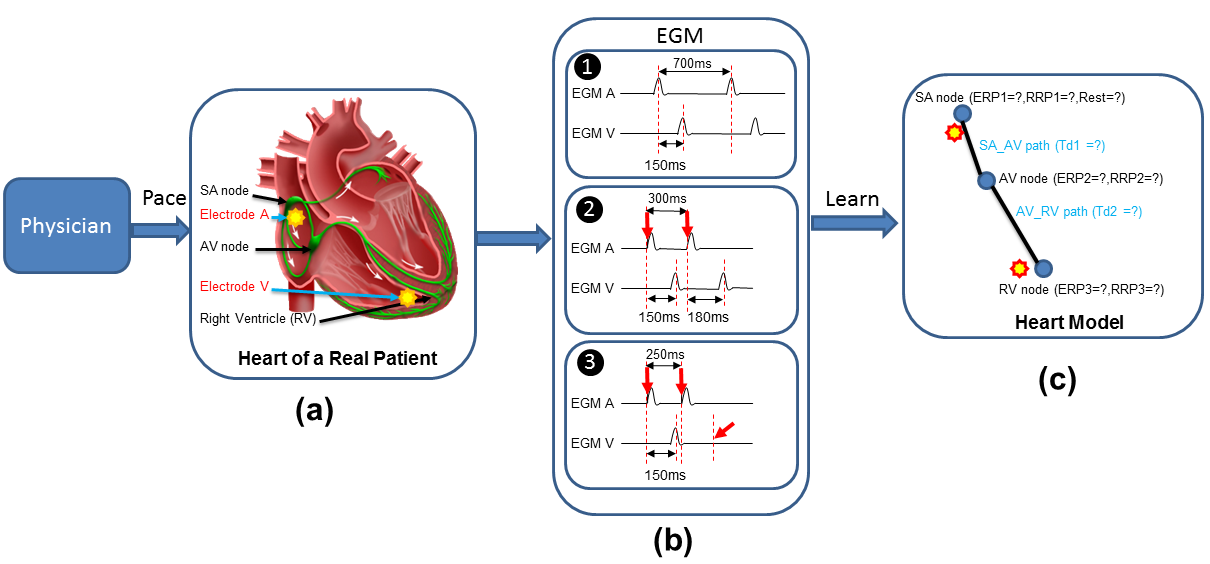 Physician
Pace
SA node
Electrode A
AV node
Electrode V
Right Ventricle (RV)
Heart of a Real Patient
(a)
EGM
1
700ms
EGM A
EGM V
150ms
2
300ms
EGM A
EGM V
150ms
180ms
3
250ms
EGM A
EGM V
150ms
(b)
Learn
SA node (ERP1=?,RRP1=?,Rest=?)
SA_AV path (Td1 =?)
AV node (ERP2=?,RRP2=?)
AV_RV path (Td2 =?)
RV node (ERP3=?,RRP3=?)
Heart Model
(c)